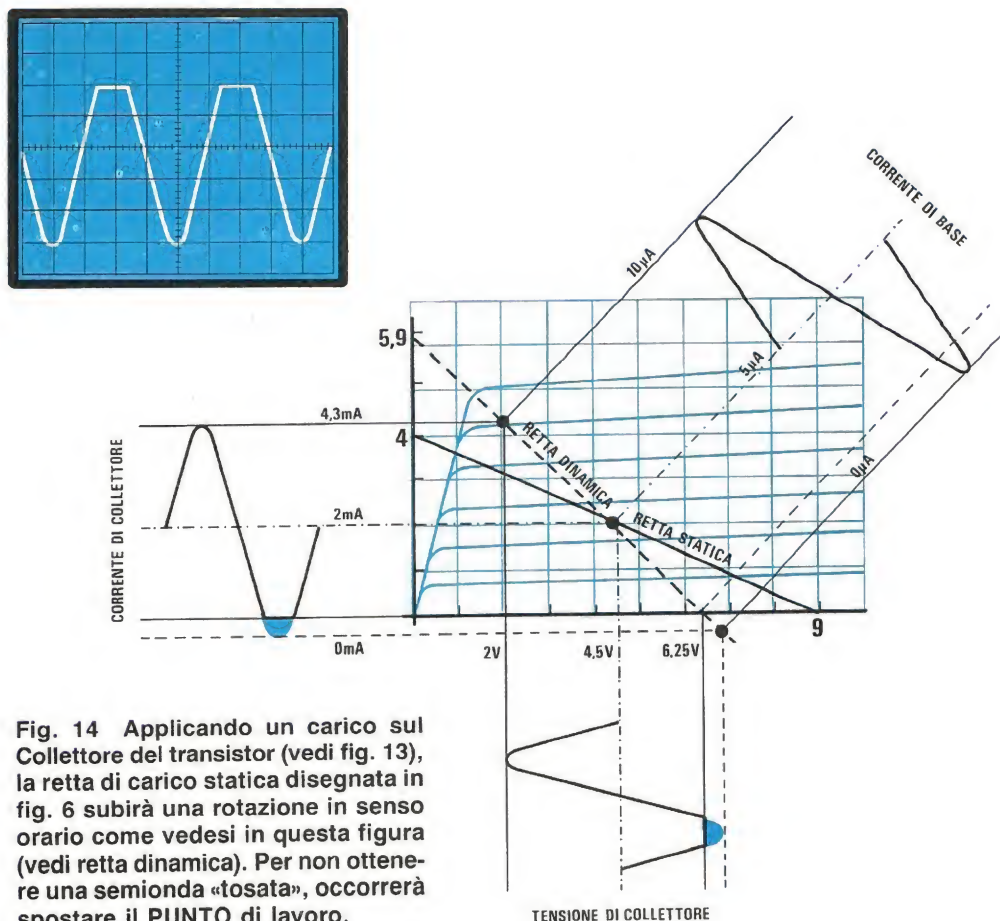 CORRENTE DI BASE
10µA
5µA
0µA
5,9
4,3mA
4
RETTA DINAMICA
RETTA STATICA
2mA
CORRENTE DI COLLETTORE
0mA
2V
4,5V
6,25V
9
Fig. 14 Applicando un carico sul
Collettore del transistor (vedi fig. 13),
la retta di carico statica disegnata in
fig. 6 subirà una rotazione in senso
orario come vedesi in questa figura
(vedi retta dinamica). Per non ottene-
re una semionda «tosata», occorrerà
spostare il PUNTO di lavoro.
TENSIONE DI COLLETTORE